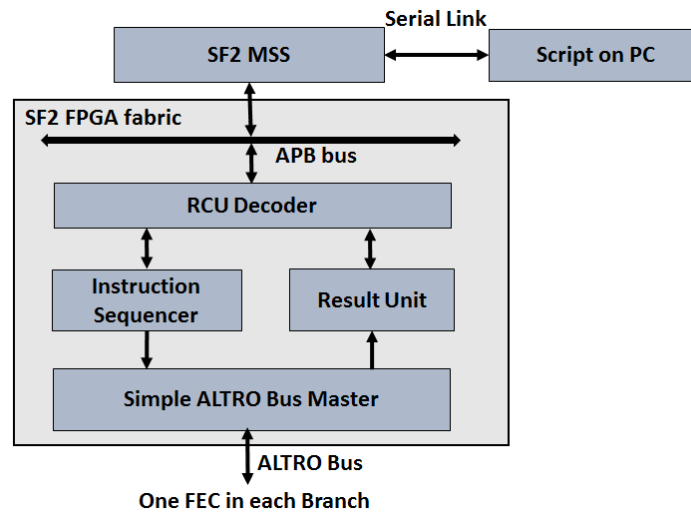 Serial Link
SF2 MSS
Script on PC
SF2 FPGA fabric
APB bus
RCU Decoder
Instruction
Sequencer
Result Unit
Simple ALTRO Bus Master
ALTRO Bus
One FEC in each Branch